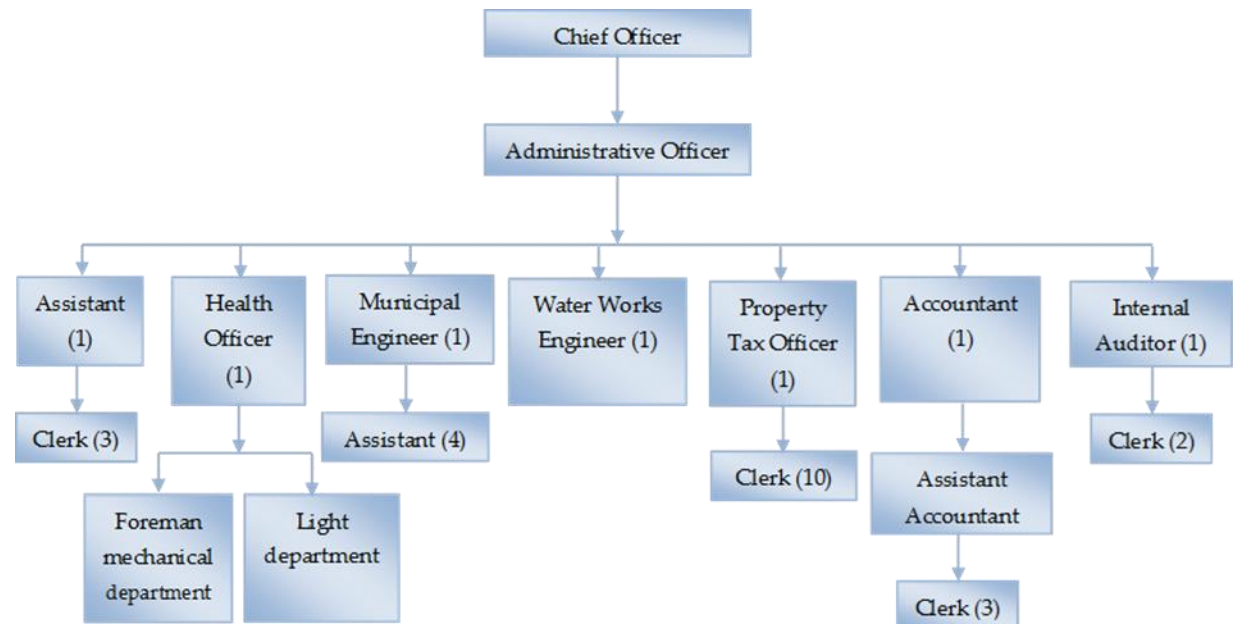 Chief Officer
Administrative Officer
Assistant
(1)
Health
Officer
(1)
Municipal
Engineer (1)
Water Works
Engineer (1)
Property
Tax Officer
(1)
Accountant
(1)
Internal
Auditor (1)
Clerk (3)
Assistant (4)
Clerk (10)
Clerk (2)
Foreman
mechanical
department
Light
department
Assistant
Accountant
Clerk (3)